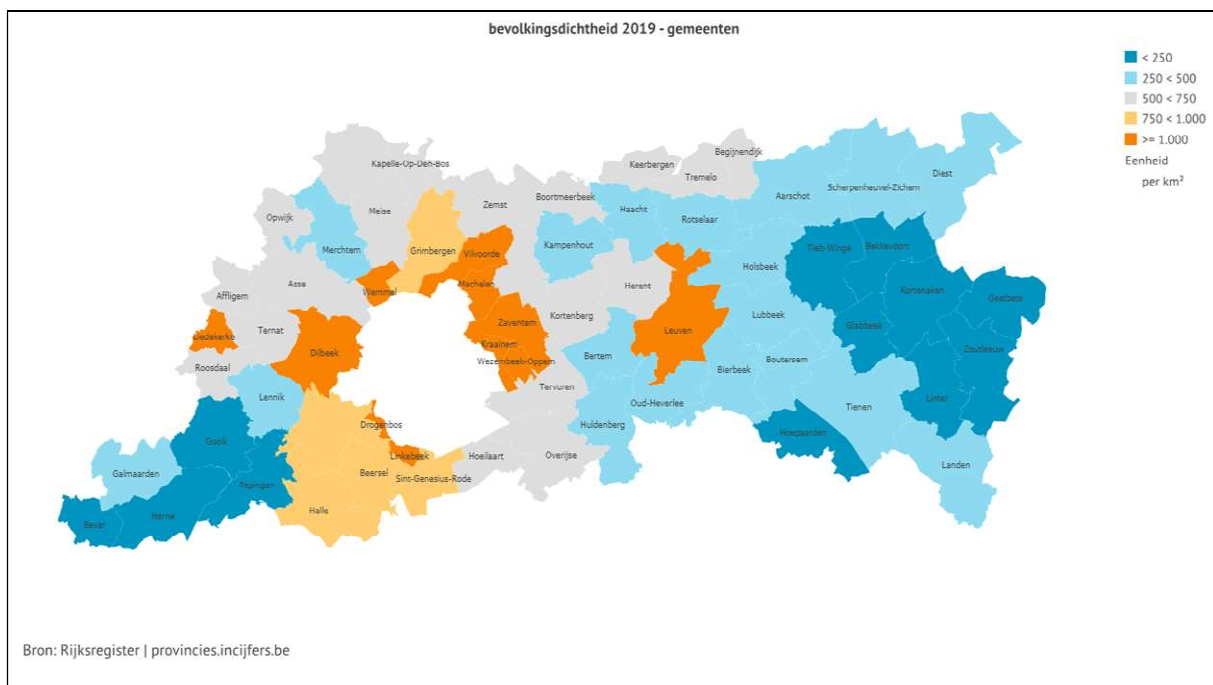 bevolkingsdichtheid 2019 - gemeenten
< 250
250 < 500
500 < 750
750 < 1.000
>= 1.000
Eenheid
per km²
Kapelle-Op-Den-Bos
Keerbergen
Begijnendijk
Tremelo
Diest
Scherpenheuvel-Zichem
Aarschot
Boortmeerbeek
Zemst
Meise
Opwijk
Haacht
Rotselaar
Merchtem
Grimbergen
Vilvoorde
Kampenhout
Tielt-Winge
Bekkevoort
Holsbeek
Asse
Wemmel
Machelen
Herent
Affligem
Kortenaken
Geetbets
Kortenberg
Lubbeek
Zaventem
Ternat
Liedekerke
Leuven
Glabbeek
Kraainem
Dilbeek
Zoutleeuw
Bertem
Wezembeek-Oppem
Boutersem
Roosdaal
Bierbeek
Tervuren
Lennik
Oud-Heverlee
Linter
Tienen
Drogenbos
Huldenberg
Hoegaarden
Gooik
Linkebeek
Hoeilaart
Overijse
Landen
Galmaarden
Beersel
Sint-Genesius-Rode
Pepingen
Halle
Herne
Bever
Bron: Rijksregister | provincies.incijfers.be